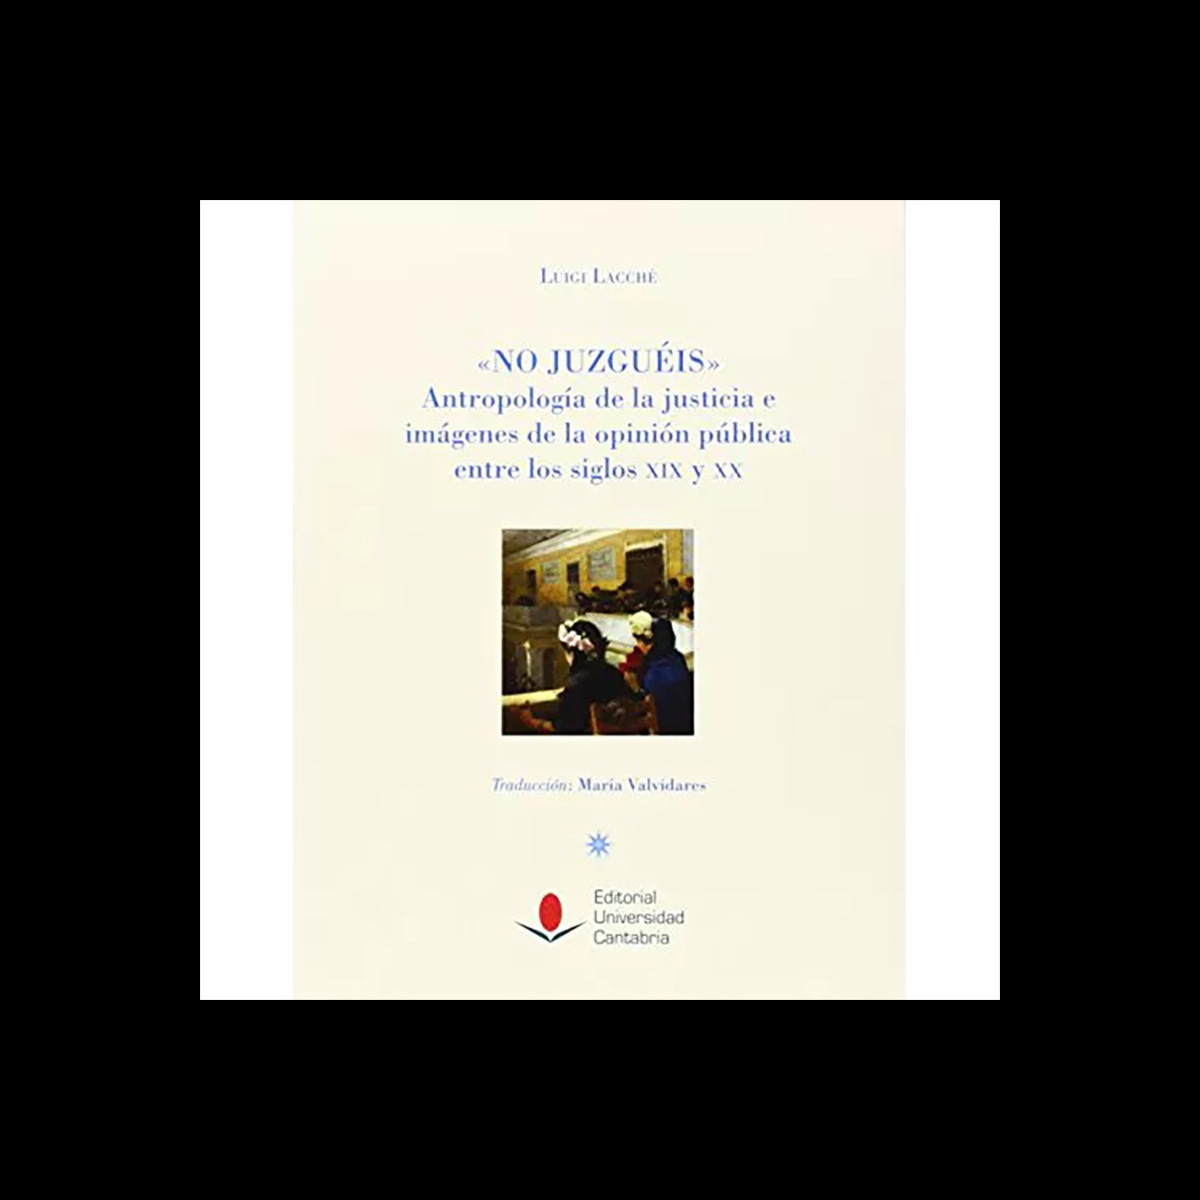 LUIGI LACCHÈ
«NO JUZGUÉIS»
Antropología de la justicia e
imágenes de la opinión pública
entre los siglos XIX y XX
Traducción: María Valvidares
Editorial
Universidad
Cantabria